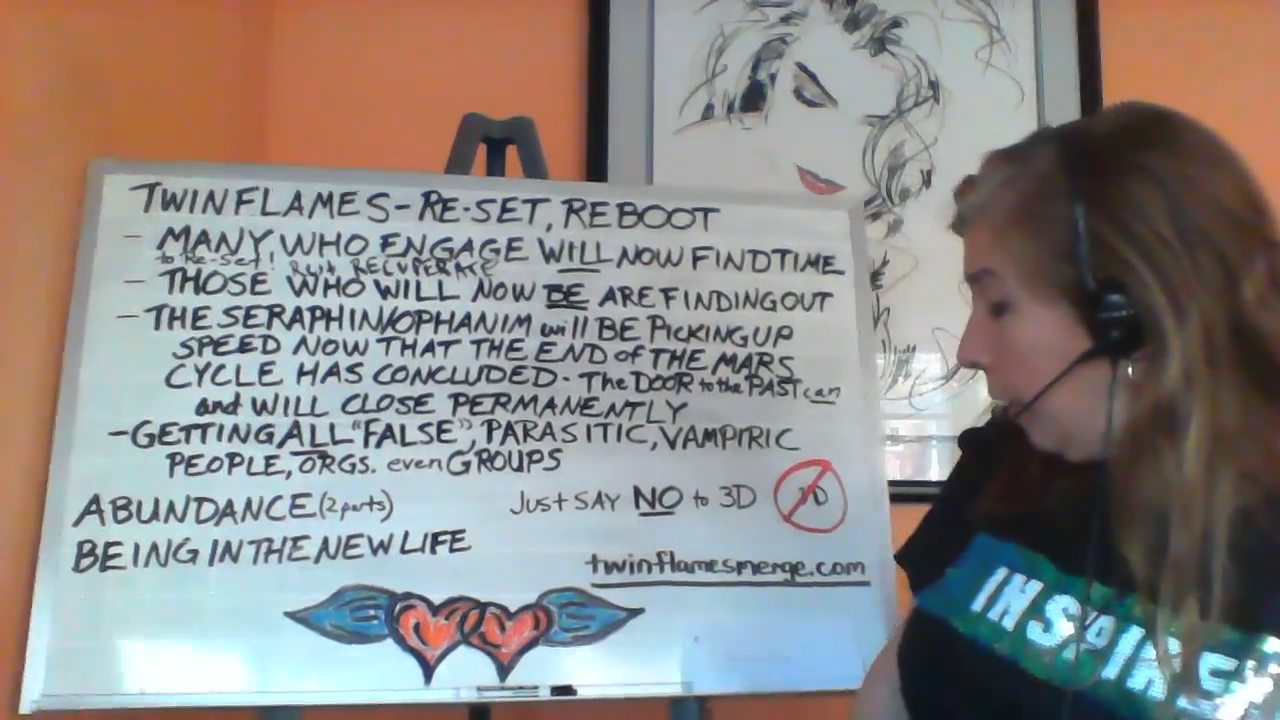 TWINFLAMES-RE-SET, REBOOT
- MANY WHO ENGAGE WILL NOW FIND TIME
to Re-Set! Rest, RECUPERATE
- THOSE WHO WILL NOW BE ARE FINDING OUT
- THE SERAPHIN/OPHANIM will BE PICKING UP
SPEED NOW THAT THE END of THE MARS
CYCLE HAS CONCLUDED. The DOOR to the PAST can
and WILL CLOSE PERMANENTLY
- GETTING ALL "FALSE", PARASITIC, VAMPIRIC
PEOPLE, ORGS. even GROUPS
ABUNDANCE (2 parts)
Just SAY NO to 3D
3D
BEING IN THE NEW LIFE
twinflamesmerge.com
INSPIRE